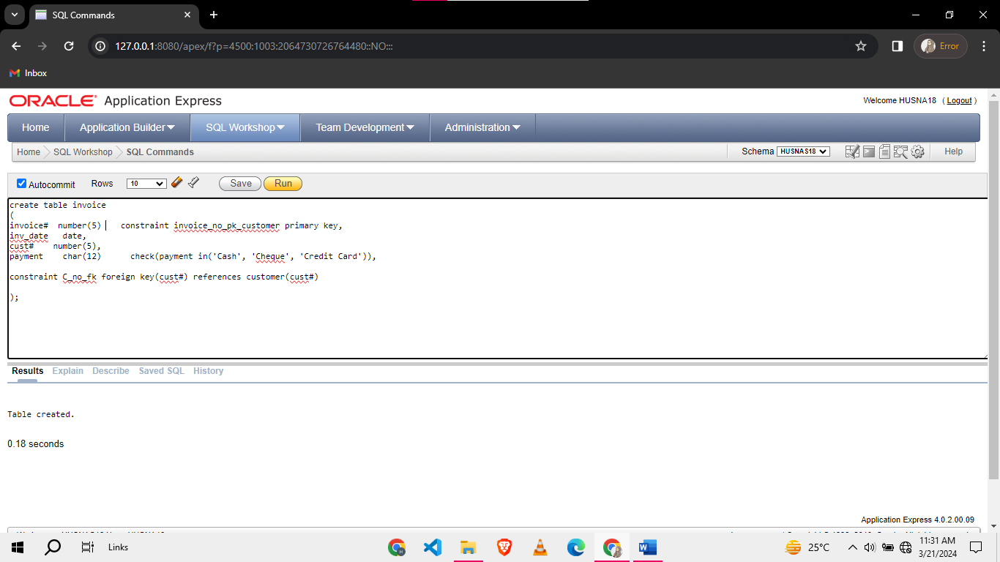 SQL Commands
127.0.0.1:8080/apex/f?p=4500:1003:2064730726764480::NO:::
Error
Inbox
ORACLE Application Express
Welcome HUSNA18 ( Logout )
Home Application Builder SQL Workshop Team Development Administration
Home SQL Workshop SQL Commands Schema HUSNAS18 Help
Autocommit Rows 10 Save Run
create table invoice
(
invoice# number(5) constraint invoice_no_pk_customer primary key,
inv_date date,
cust# number(5),
payment char(12) check(payment in('Cash', 'Cheque', 'Credit Card')),
constraint C_no_fk foreign key(cust#) references customer(cust#)
);
Results Explain Describe Saved SQL History
Table created.
0.18 seconds
Application Express 4.0.2.00.09
Links
25°C
11:31 AM
3/21/2024